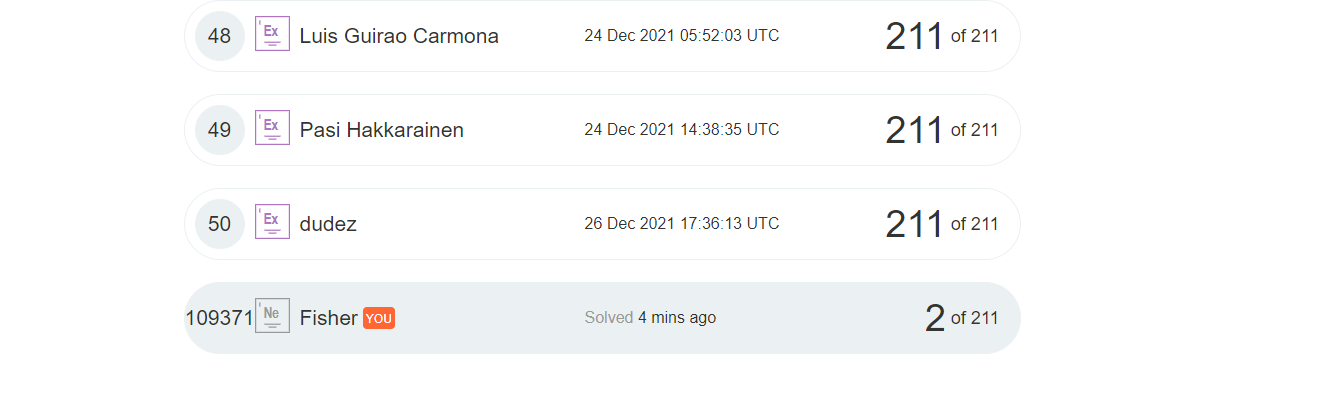 48 Ex Luis Guirao Carmona 24 Dec 2021 05:52:03 UTC 211 of 211
49 Ex Pasi Hakkarainen 24 Dec 2021 14:38:35 UTC 211 of 211
50 Ex dudez 26 Dec 2021 17:36:13 UTC 211 of 211
109371 Ne Fisher YOU Solved 4 mins ago 2 of 211